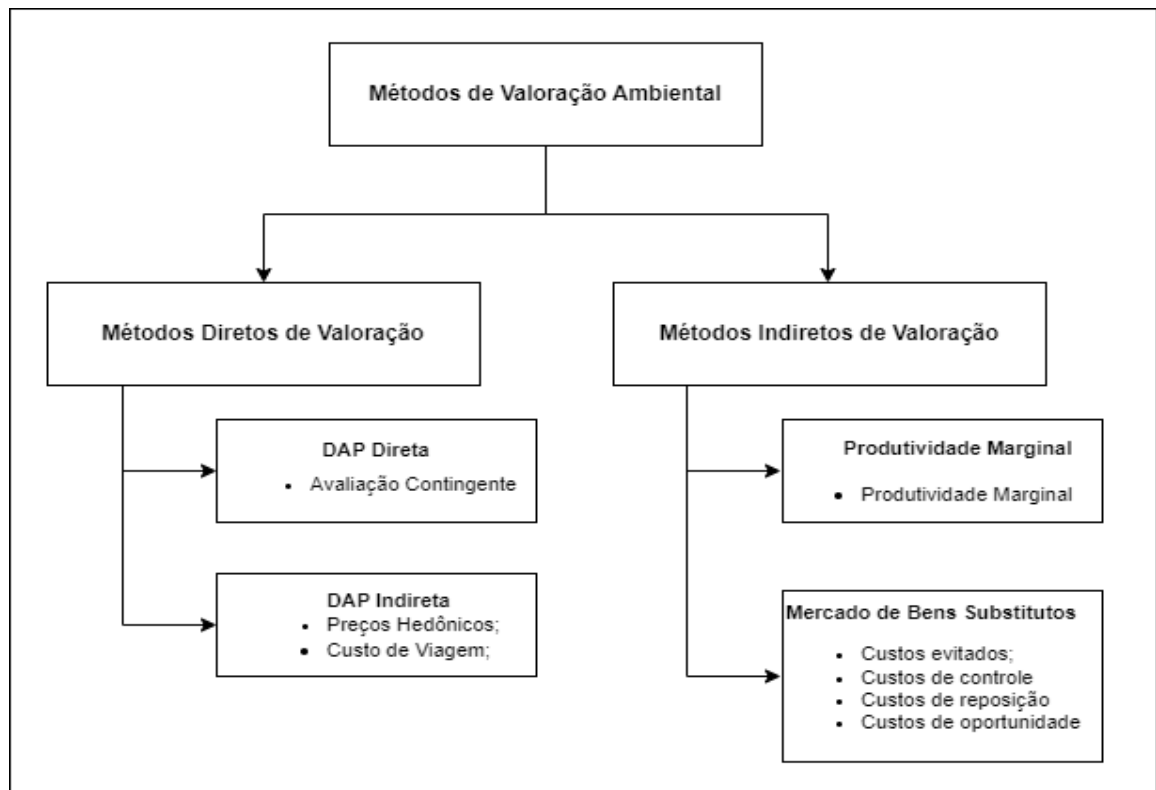 Métodos de Valoração Ambiental
Métodos Diretos de Valoração
Métodos Indiretos de Valoração
DAP Direta
• Avaliação Contingente
DAP Indireta
• Preços Hedônicos;
• Custo de Viagem;
Produtividade Marginal
• Produtividade Marginal
Mercado de Bens Substitutos
• Custos evitados;
• Custos de controle
• Custos de reposição
• Custos de oportunidade